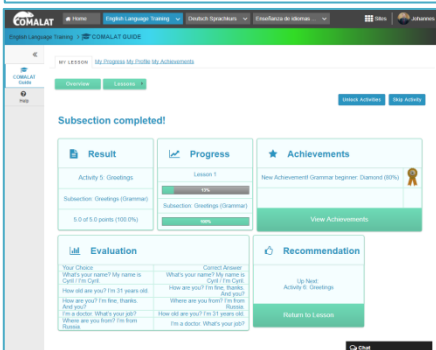 COMALAT
Home
English Language Training
Deutsch Sprachkurs
Enseñanza de idiomas ...
Sites
Johannes
English Language Training > COMALAT GUIDE
COMALAT Guide
Help
MY LESSON My Progress My Profile My Achievements
Overview
Lessons
Unlock Activities
Skip Activity
Subsection completed!
Result
Activity 5: Greetings
Subsection: Greetings (Grammar)
5.0 of 5.0 points (100.0%)
Progress
Lesson 1
13%
Subsection: Greetings (Grammar)
100%
Achievements
New Achievement! Grammar beginner: Diamond (80%)
View Achievements
Evaluation
Your Choice
Correct Answer
What's your name? My name is Cyril / I'm Cyril.
What's your name? My name is Cyril / I'm Cyril.
How old are you? I'm 31 years old.
How are you? I'm fine, thanks. And you?
How are you? I'm fine, thanks. And you?
Where are you from? I'm from Russia.
I'm a doctor. What's your job?
How old are you? I'm 31 years old.
Where are you from? I'm from Russia.
I'm a doctor. What's your job?
Recommendation
Up Next:
Activity 6: Greetings
Return to Lesson
Chat